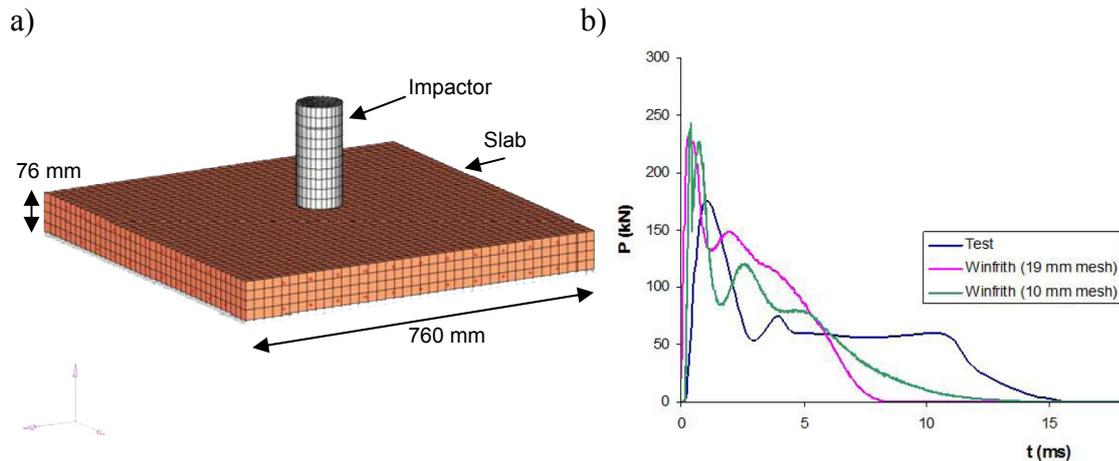 a)
Impactor
Slab
76 mm
760 mm
b)
300
250
200
150
100
50
0
P (kN)
0
5
10
15
t (ms)
Test
Winfrith (19 mm mesh)
Winfrith (10 mm mesh)